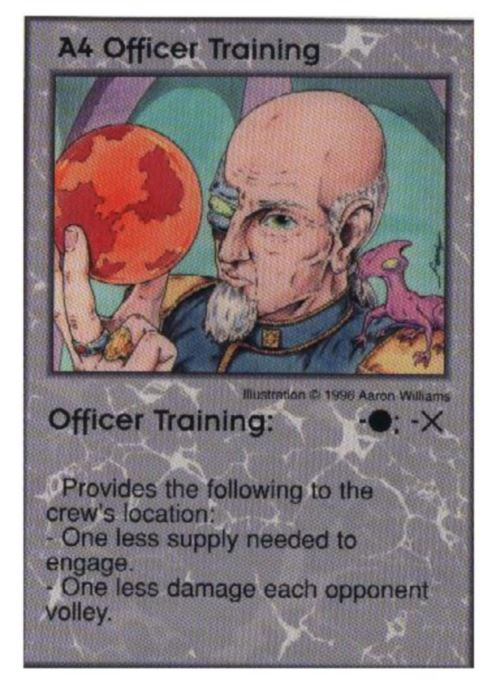 A4 Officer Training
Illustration © 1996 Aaron Williams
Officer Training: -●; -X
Provides the following to the
crew's location:
- One less supply needed to
engage.
- One less damage each opponent
volley.